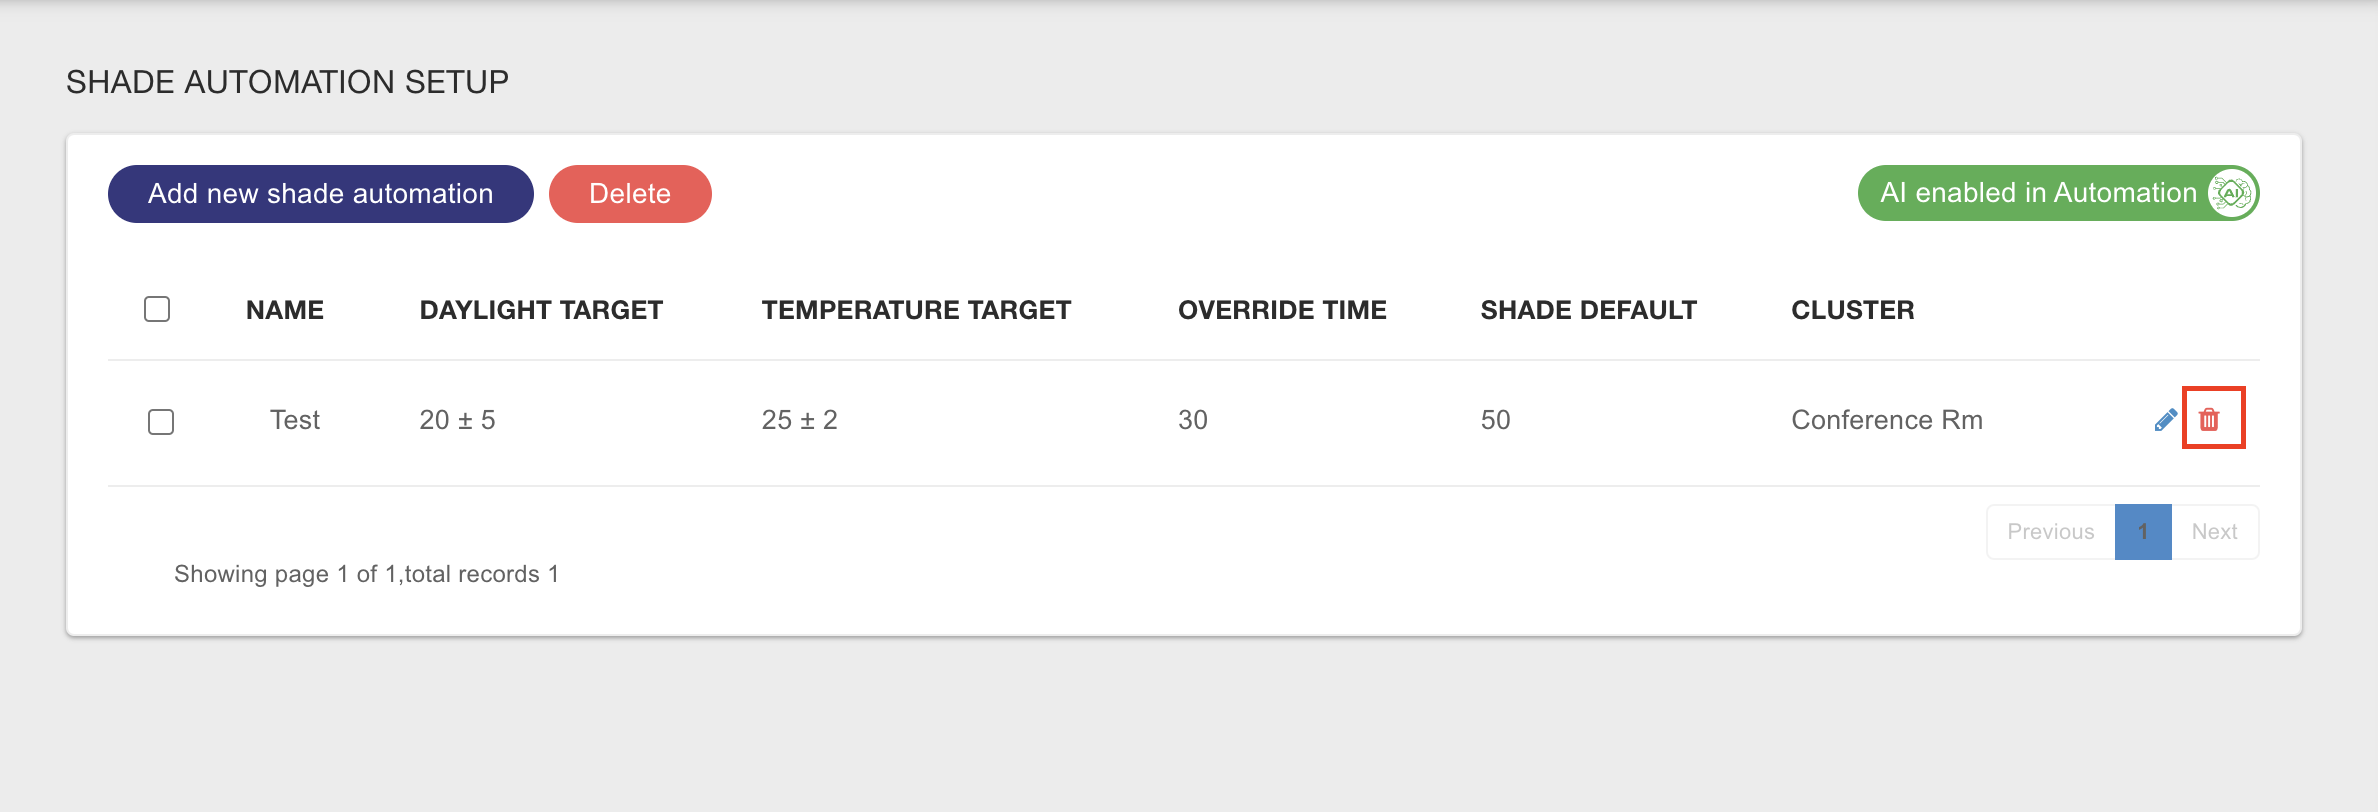 SHADE AUTOMATION SETUP
Add new shade automation Delete AI enabled in Automation AI
NAME DAYLIGHT TARGET TEMPERATURE TARGET OVERRIDE TIME SHADE DEFAULT CLUSTER
Test 20 ± 5 25 ± 2 30 50 Conference Rm
Previous 1 Next
Showing page 1 of 1,total records 1